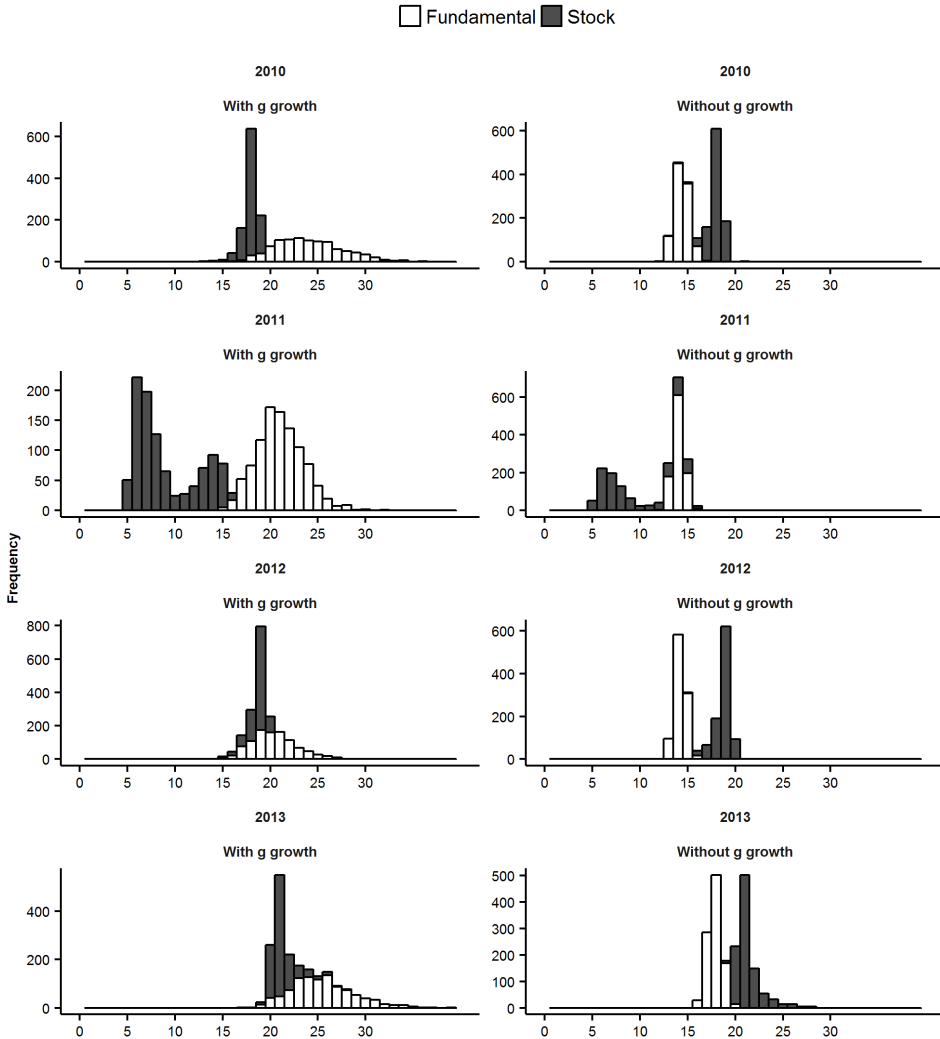 Fundamental Stock
2010 2010
With g growth Without g growth
600 600
400 400
200 200
0 0
0 5 10 15 20 25 30 0 5 10 15 20 25 30
2011 2011
With g growth Without g growth
200 600
150 400
100 200
50 0
0
0 5 10 15 20 25 30 0 5 10 15 20 25 30
Frequency
2012 2012
With g growth Without g growth
800 600
600 400
400 200
200 0
0
0 5 10 15 20 25 30 0 5 10 15 20 25 30
2013 2013
With g growth Without g growth
400 500
200 400
0 300
200
100
0
0 5 10 15 20 25 30 0 5 10 15 20 25 30